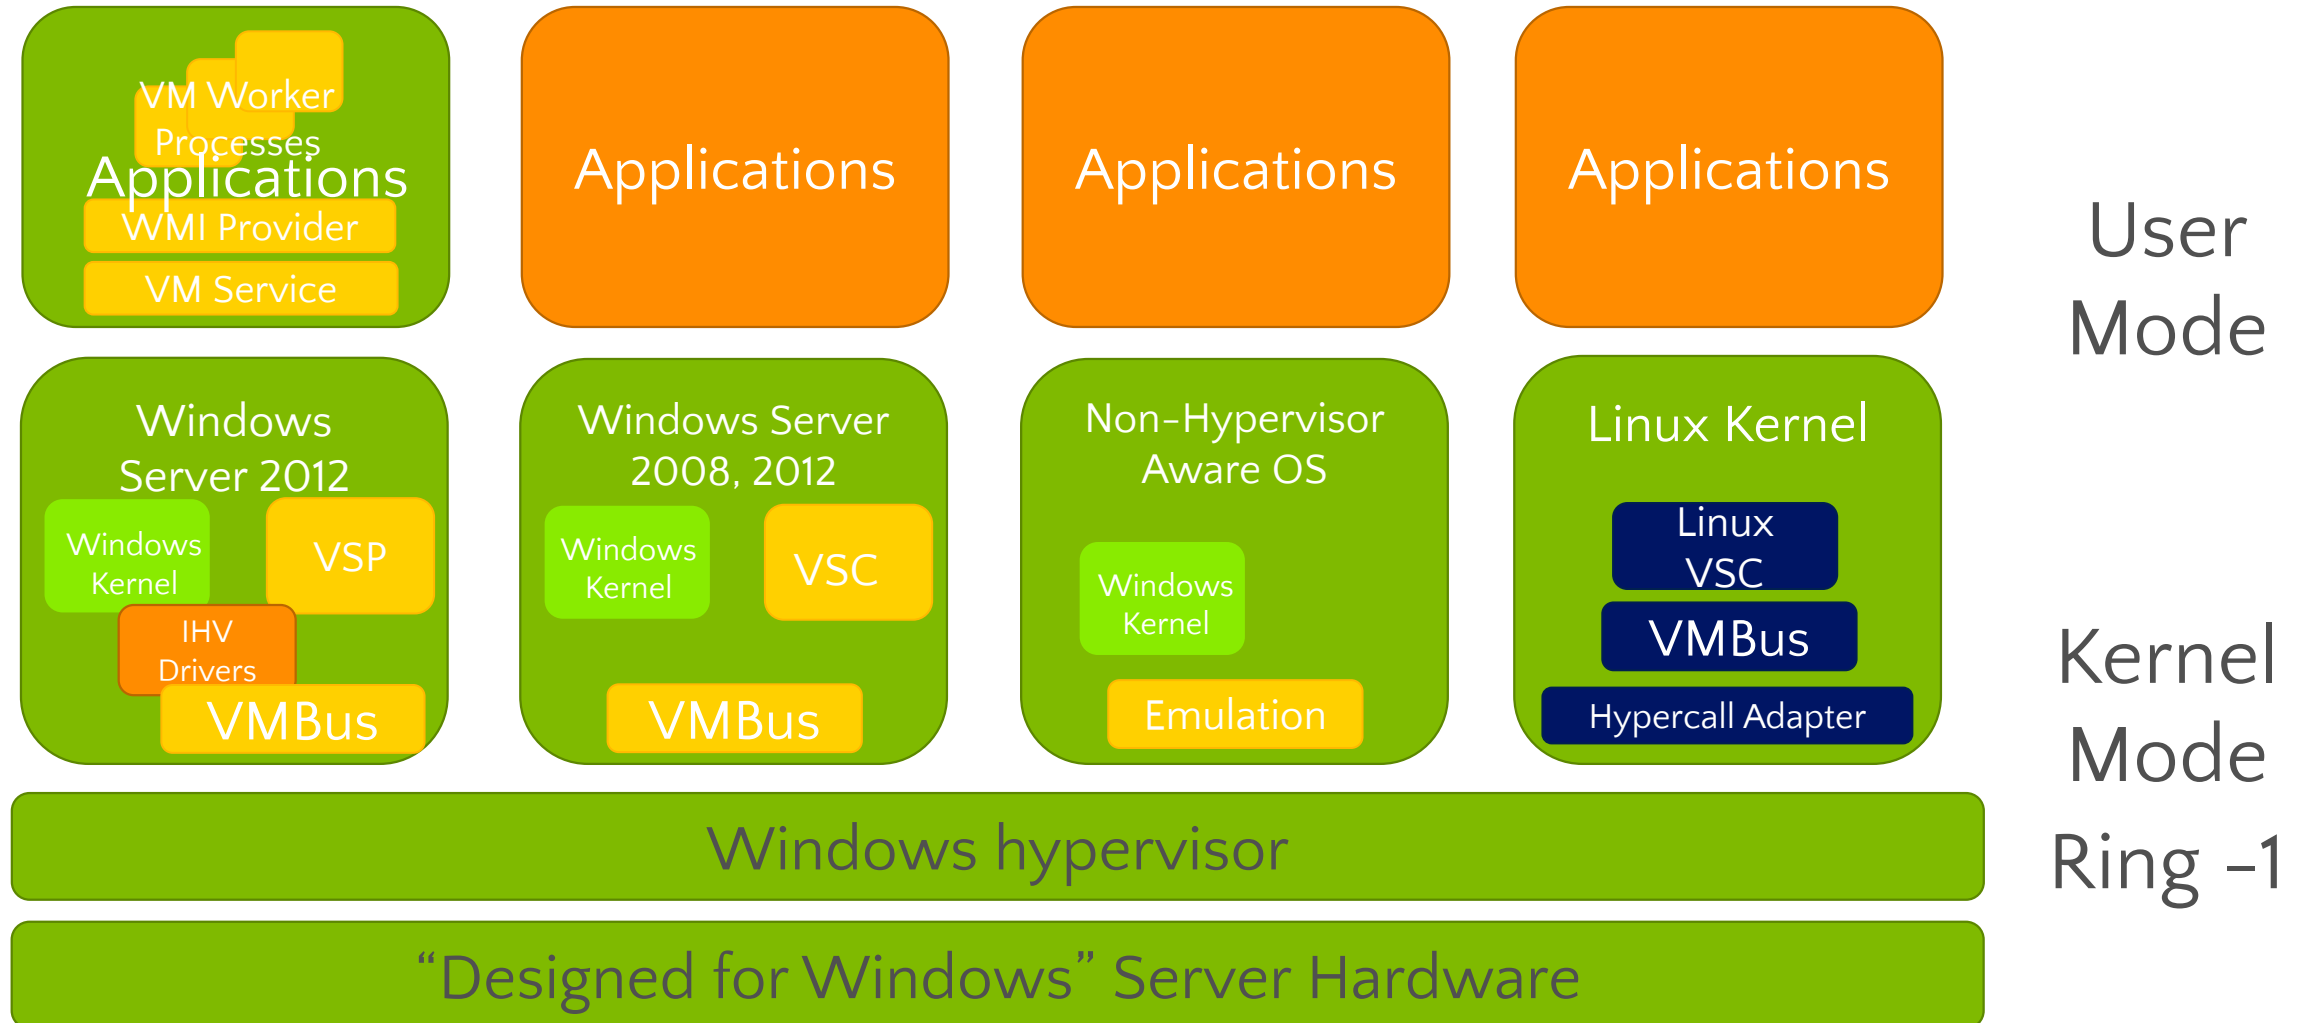 VM Worker
Processes
Applications
WMI Provider
VM Service
Applications
Applications
Applications
User
Mode
Windows
Server 2012
Windows
Kernel
VSP
IHV
Drivers
VMBus
Windows Server
2008, 2012
Windows
Kernel
VSC
VMBus
Non-Hypervisor
Aware OS
Windows
Kernel
Emulation
Linux Kernel
Linux
VSC
VMBus
Hypercall Adapter
Kernel
Mode
Windows hypervisor
Ring -1
“Designed for Windows” Server Hardware